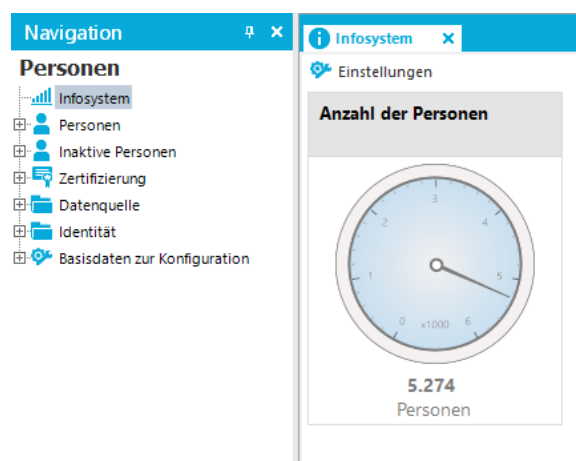 Navigation
Personen
Infosystem
Personen
Inaktive Personen
Zertifizierung
Datenquelle
Identität
Basisdaten zur Konfiguration
Infosystem
Einstellungen
Anzahl der Personen
3
2
4
1
5
0
x1000
6
5.274
Personen